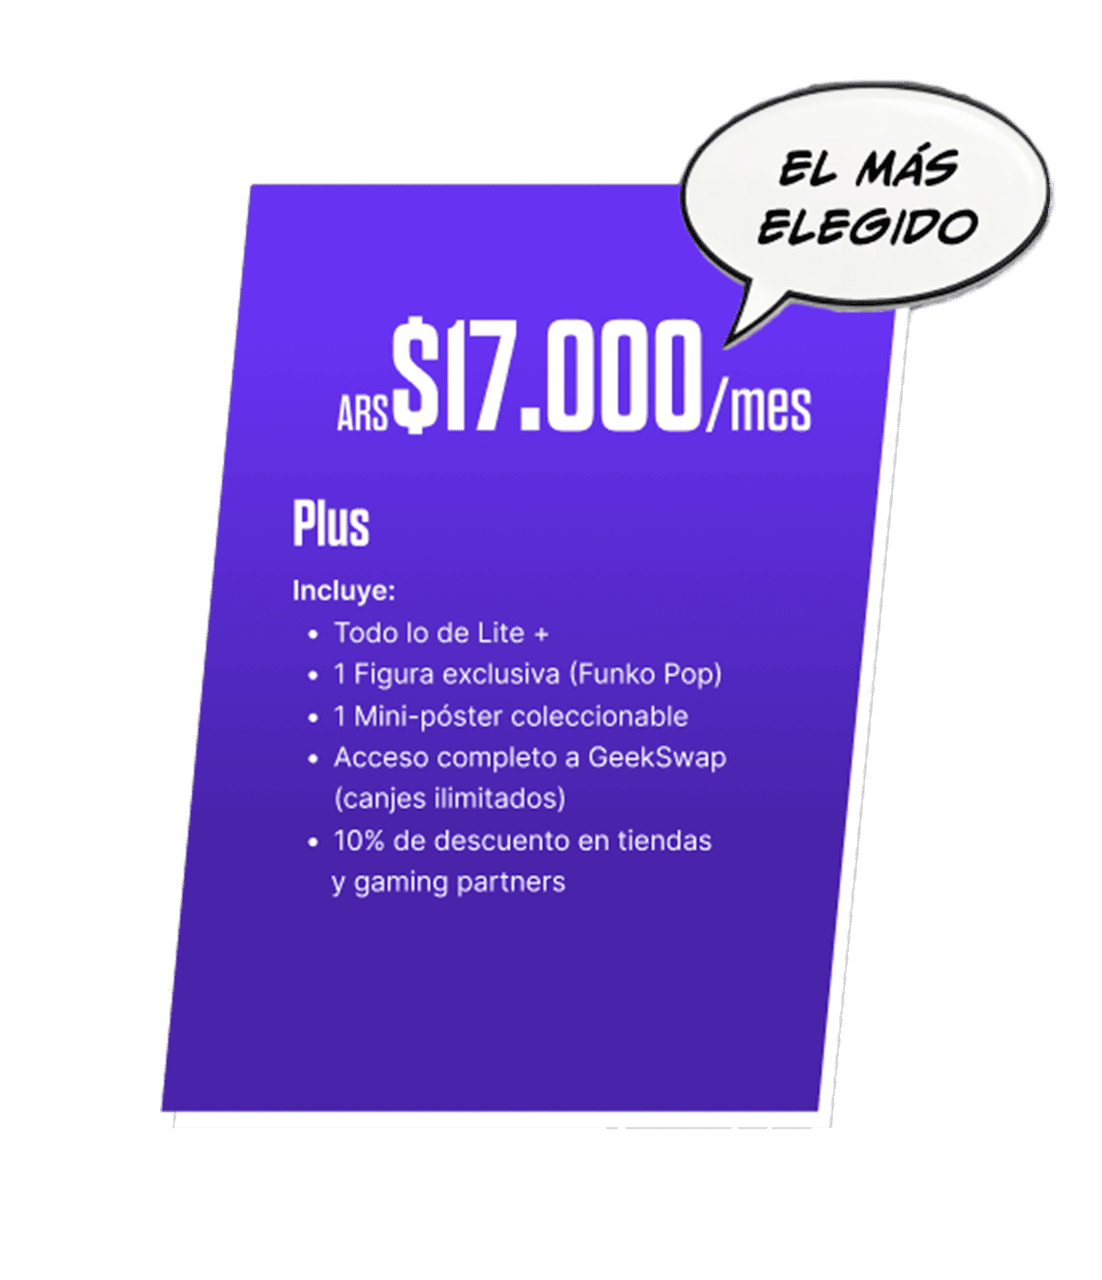 EL MÁS
ELEGIDO
ARS$17.000/mes
Plus
Incluye:
• Todo lo de Lite +
• 1 Figura exclusiva (Funko Pop)
• 1 Mini-póster coleccionable
• Acceso completo a GeekSwap
(canjes ilimitados)
• 10% de descuento en tiendas
y gaming partners